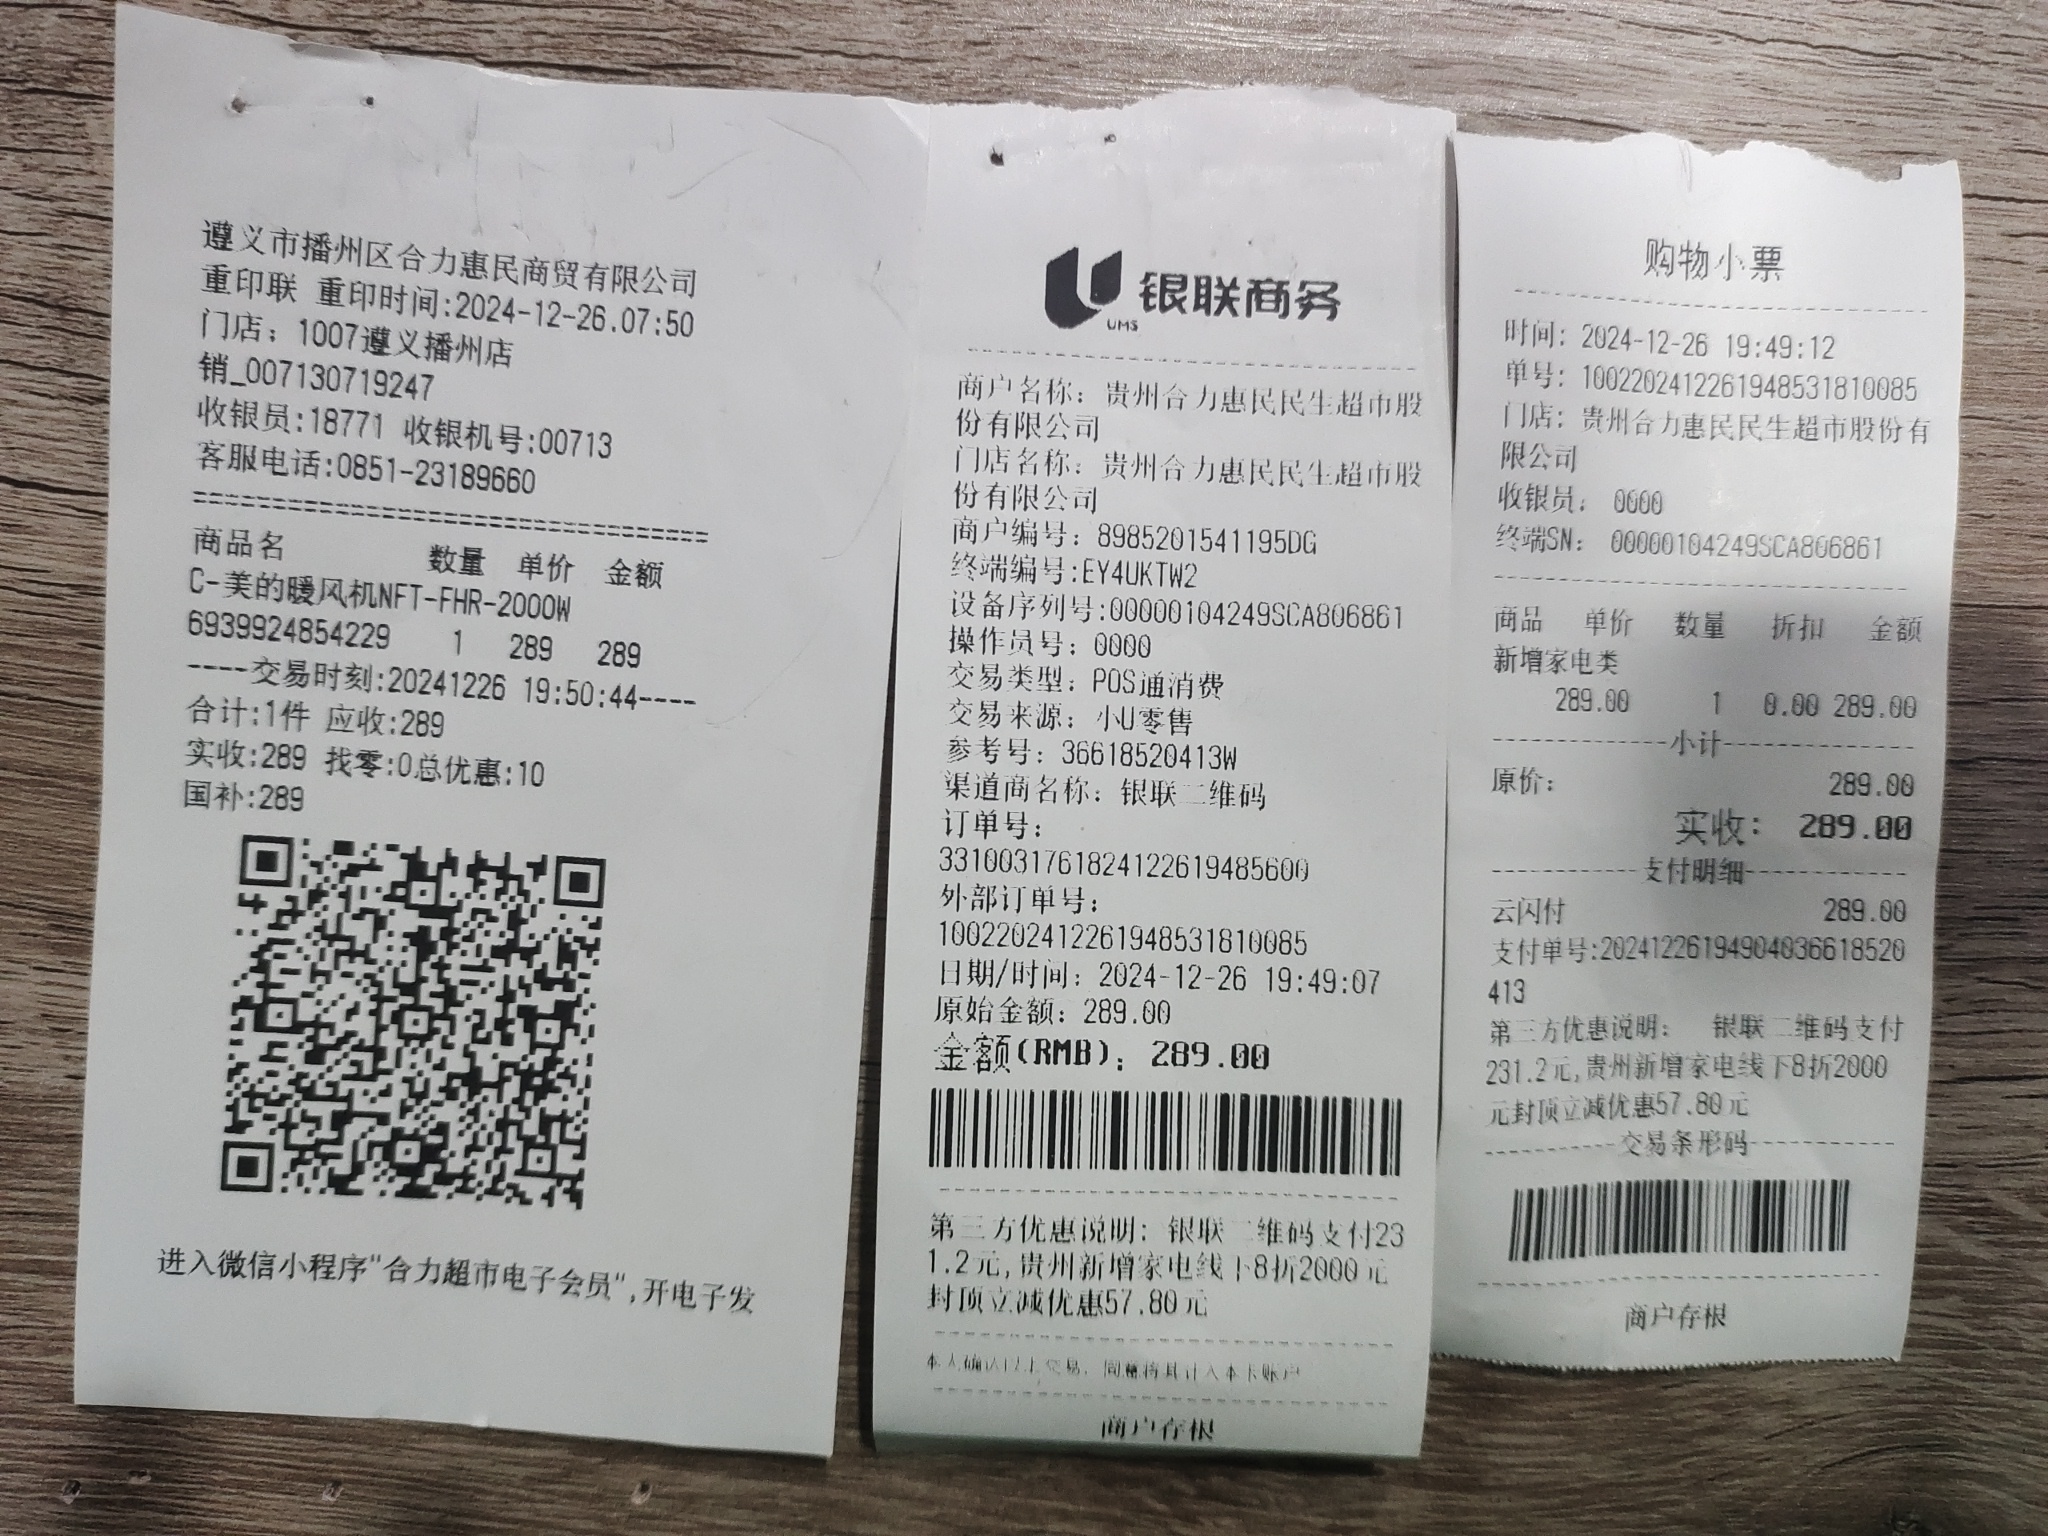 遵义市播州区合力惠民商贸有限公司
重印联 重印时间:2024-12-26.07:50
门店: 1007遵义播州店
销_007130719247
收银员:18771 收银机号:00713
客服电话:0851-23189660
商品名 数量 单价 金额
C-美的暖风机NFT-FHR-2000W
6939924854229 1 289 289
----交易时刻:20241226 19:50:44----
合计:1件 应收:289
实收:289 找零:0总优惠:10
国补:289
进入微信小程序"合力超市电子会员",开电子发
UMS
银联商务
商户名称: 贵州合力惠民民生超市股
份有限公司
门店名称: 贵州合力惠民民生超市股
份有限公司
商户编号: 8985201541195DG
终端编号:EY4UKTW2
设备序列号:00000104249SCA806861
操作员号: 0000
交易类型: POS通消费
交易来源: 小U零售
参考号: 36618520413W
渠道商名称: 银联二维码
订单号:
3310031761824122619485600
外部订单号:
1002202412261948531810085
日期/时间: 2024-12-26 19:49:07
原始金额: 289.00
金额(RMB): 289.00
第三方优惠说明: 银联二维码支付23
1.2元,贵州新增家电线下8折2000元
封顶立减优惠57.80元
本人确认以上交易, 同意将其计入本卡账户
商户存根
购物小票
时间: 2024-12-26 19:49:12
单号: 1002202412261948531810085
门店: 贵州合力惠民民生超市股份有
限公司
收银员: 0000
终端SN: 00000104249SCA806861
商品 单价 数量 折扣 金额
新增家电类
289.00 1 0.00 289.00
小计
原价: 289.00
实收: 289.00
支付明细
云闪付 289.00
支付单号:20241226194904036618520
413
第三方优惠说明: 银联二维码支付
231.2元,贵州新增家电线下8折2000
元封顶立减优惠57.80元
交易条形码
商户存根